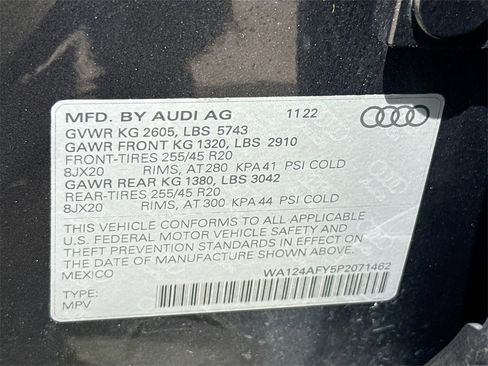 MFD. BY AUDI AG 11 22
GVWR KG 2605, LBS 5743
GAWR FRONT KG 1320, LBS 2910
FRONT-TIRES 255/45 R20
8JX20 RIMS, AT 280 KPA 41 PSI COLD
GAWR REAR KG 1380, LBS 3042
REAR-TIRES 255/45 R20
8JX20 RIMS, AT 300 KPA 44 PSI COLD
THIS VEHICLE CONFORMS TO ALL APPLICABLE
U.S. FEDERAL MOTOR VEHICLE SAFETY AND
THEFT PREVENTION STANDARDS IN EFFECT ON
THE DATE OF MANUFACTURE SHOWN ABOVE.
MEXICO WA124AFY5P2071462
TYPE:
MPV